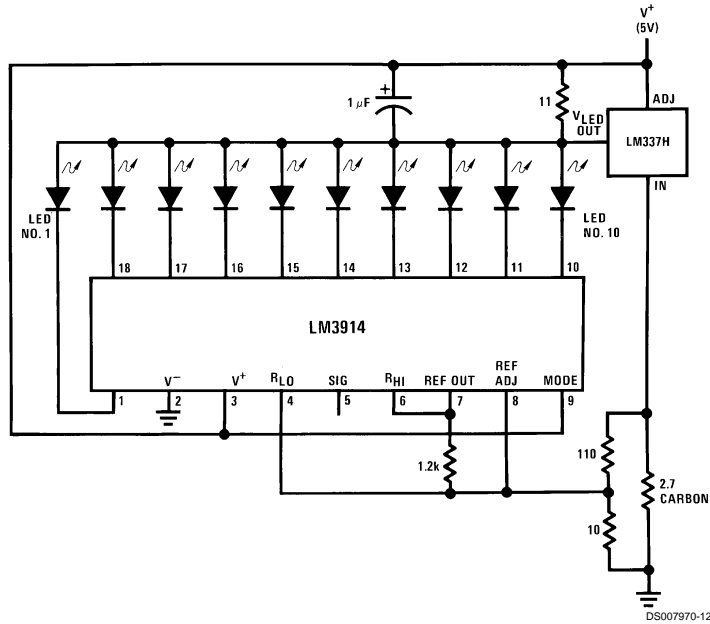 V+
(5V)
+
1 µF
11
VLED
OUT
ADJ
LM337H
IN
LED
NO. 1
LED
NO. 10
18
17
16
15
14
13
12
11
10
LM3914
V−
V+
RLO
SIG
RHI
REF OUT
REF
ADJ
MODE
1
2
3
4
5
6
7
8
9
1.2k
110
10
2.7
CARBON
DS007970-12